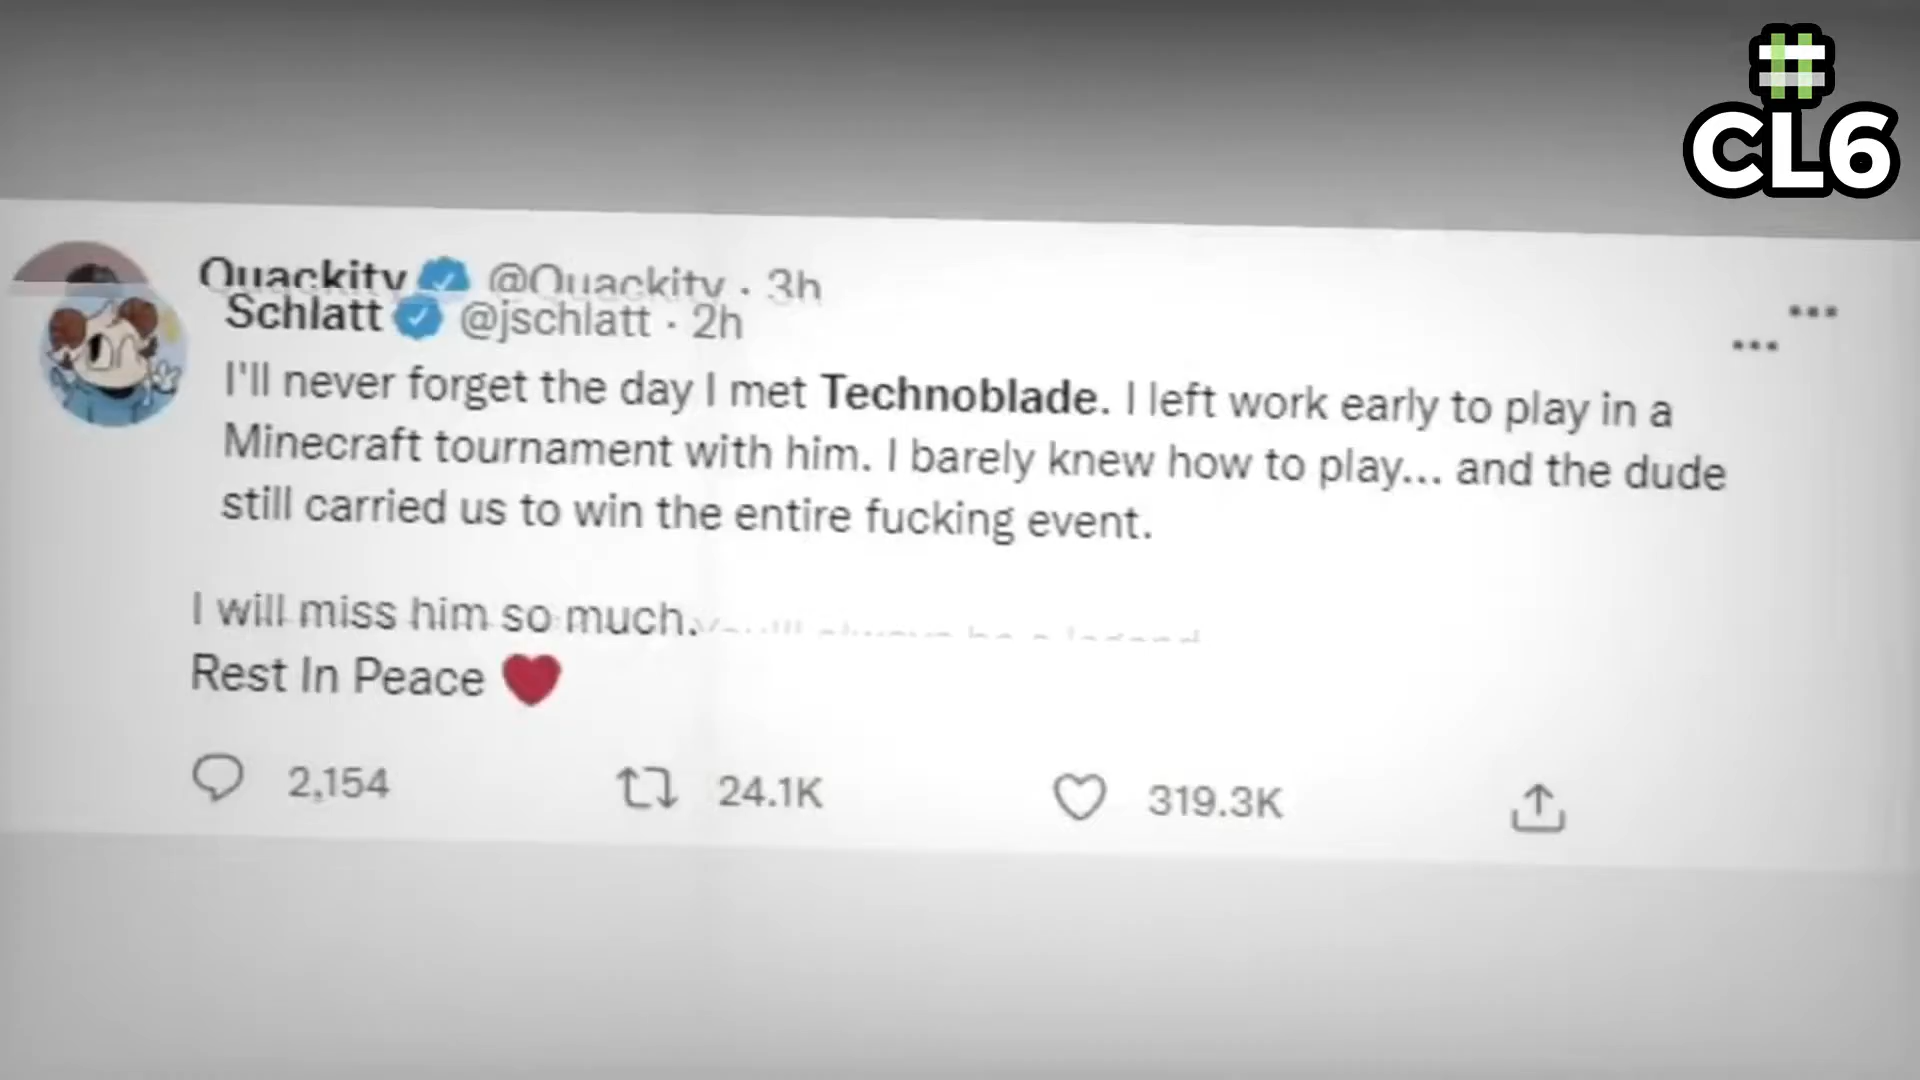 #
CL6
Quackity @Quackity · 3h
Schlatt @jschlatt · 2h
I'll never forget the day I met Technoblade. I left work early to play in a
Minecraft tournament with him. I barely knew how to play... and the dude
still carried us to win the entire fucking event.
I will miss him so much.
Rest In Peace ❤️
2,154 24.1K 319.3K